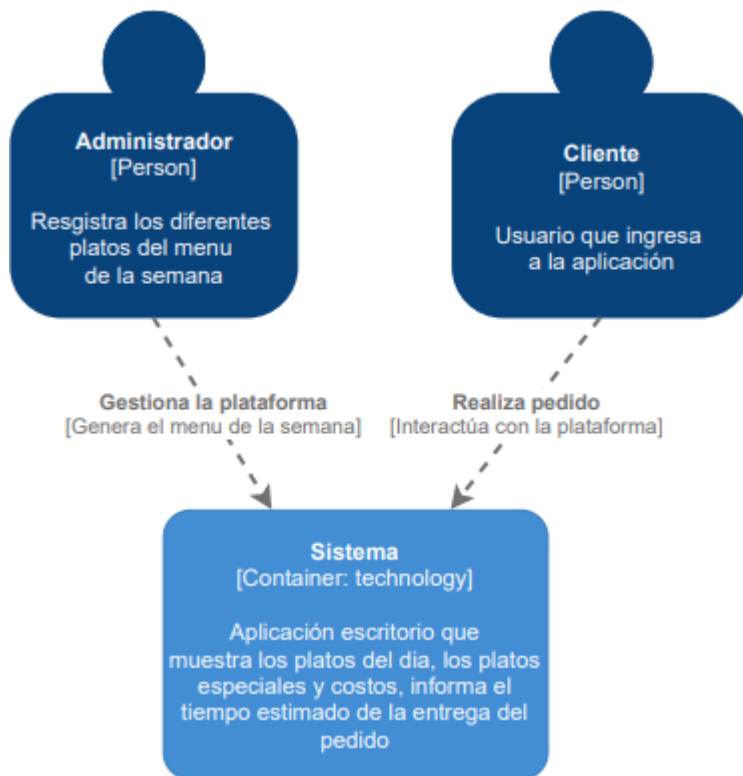 Administrador
[Person]
Resgistra los diferentes
platos del menu
de la semana
Cliente
[Person]
Usuario que ingresa
a la aplicación
Gestiona la plataforma
[Genera el menu de la semana]
Realiza pedido
[Interactúa con la plataforma]
Sistema
[Container: technology]
Aplicación escritorio que
muestra los platos del dia, los platos
especiales y costos, informa el
tiempo estimado de la entrega del
pedido